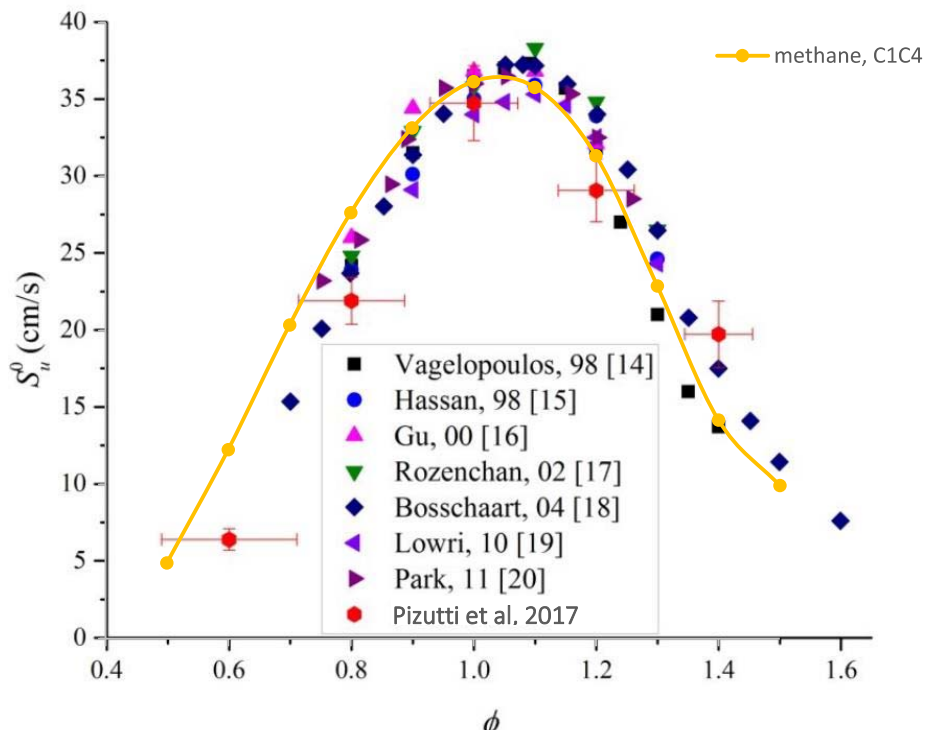 40
35
30
25
20
15
10
5
0
S_u^0 (cm/s)
methane, C1C4
Vagelopoulos, 98 [14]
Hassan, 98 [15]
Gu, 00 [16]
Rozenchan, 02 [17]
Bosschaart, 04 [18]
Lowri, 10 [19]
Park, 11 [20]
Pizutti et al, 2017
0.4 0.6 0.8 1.0 1.2 1.4 1.6
ϕ